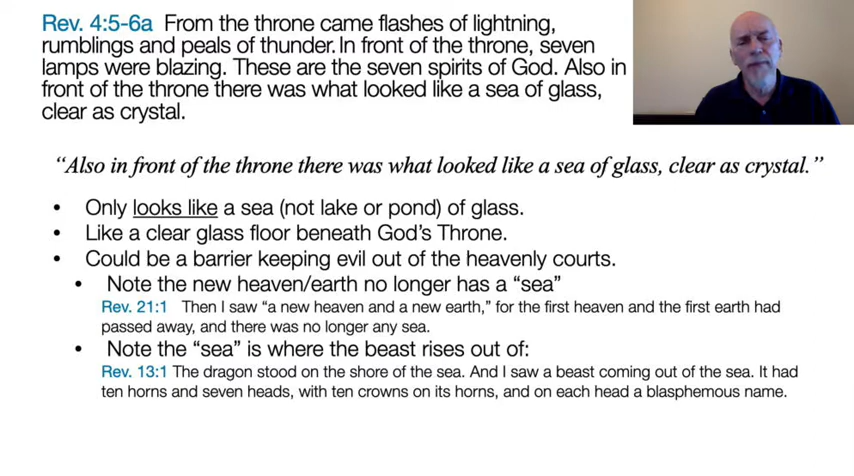 Rev. 4:5-6a From the throne came flashes of lightning,
rumblings and peals of thunder. In front of the throne, seven
lamps were blazing. These are the seven spirits of God. Also in
front of the throne there was what looked like a sea of glass,
clear as crystal.
“Also in front of the throne there was what looked like a sea of glass, clear as crystal.”
• Only looks like a sea (not lake or pond) of glass.
• Like a clear glass floor beneath God’s Throne.
• Could be a barrier keeping evil out of the heavenly courts.
• Note the new heaven/earth no longer has a “sea”
Rev. 21:1 Then I saw “a new heaven and a new earth,” for the first heaven and the first earth had
passed away, and there was no longer any sea.
• Note the “sea” is where the beast rises out of:
Rev. 13:1 The dragon stood on the shore of the sea. And I saw a beast coming out of the sea. It had
ten horns and seven heads, with ten crowns on its horns, and on each head a blasphemous name.